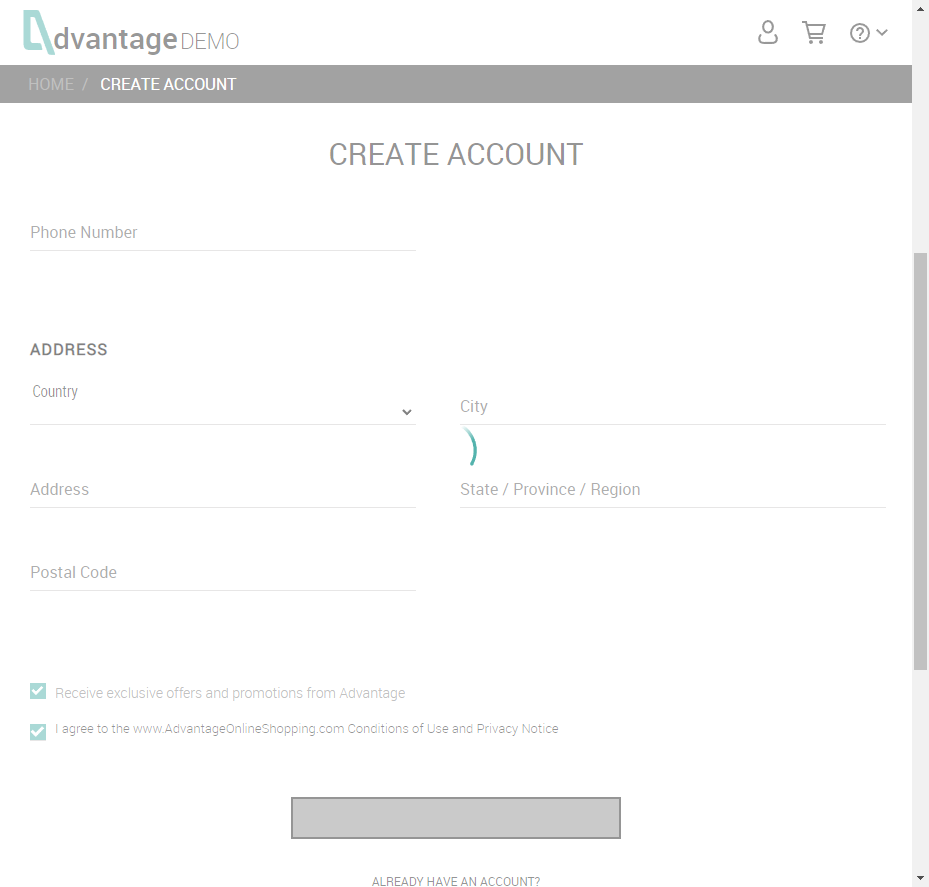 dvantage DEMO
HOME / CREATE ACCOUNT
CREATE ACCOUNT
Phone Number
ADDRESS
Country
City
Address
State / Province / Region
Postal Code
Receive exclusive offers and promotions from Advantage
I agree to the www.AdvantageOnlineShopping.com Conditions of Use and Privacy Notice
ALREADY HAVE AN ACCOUNT?